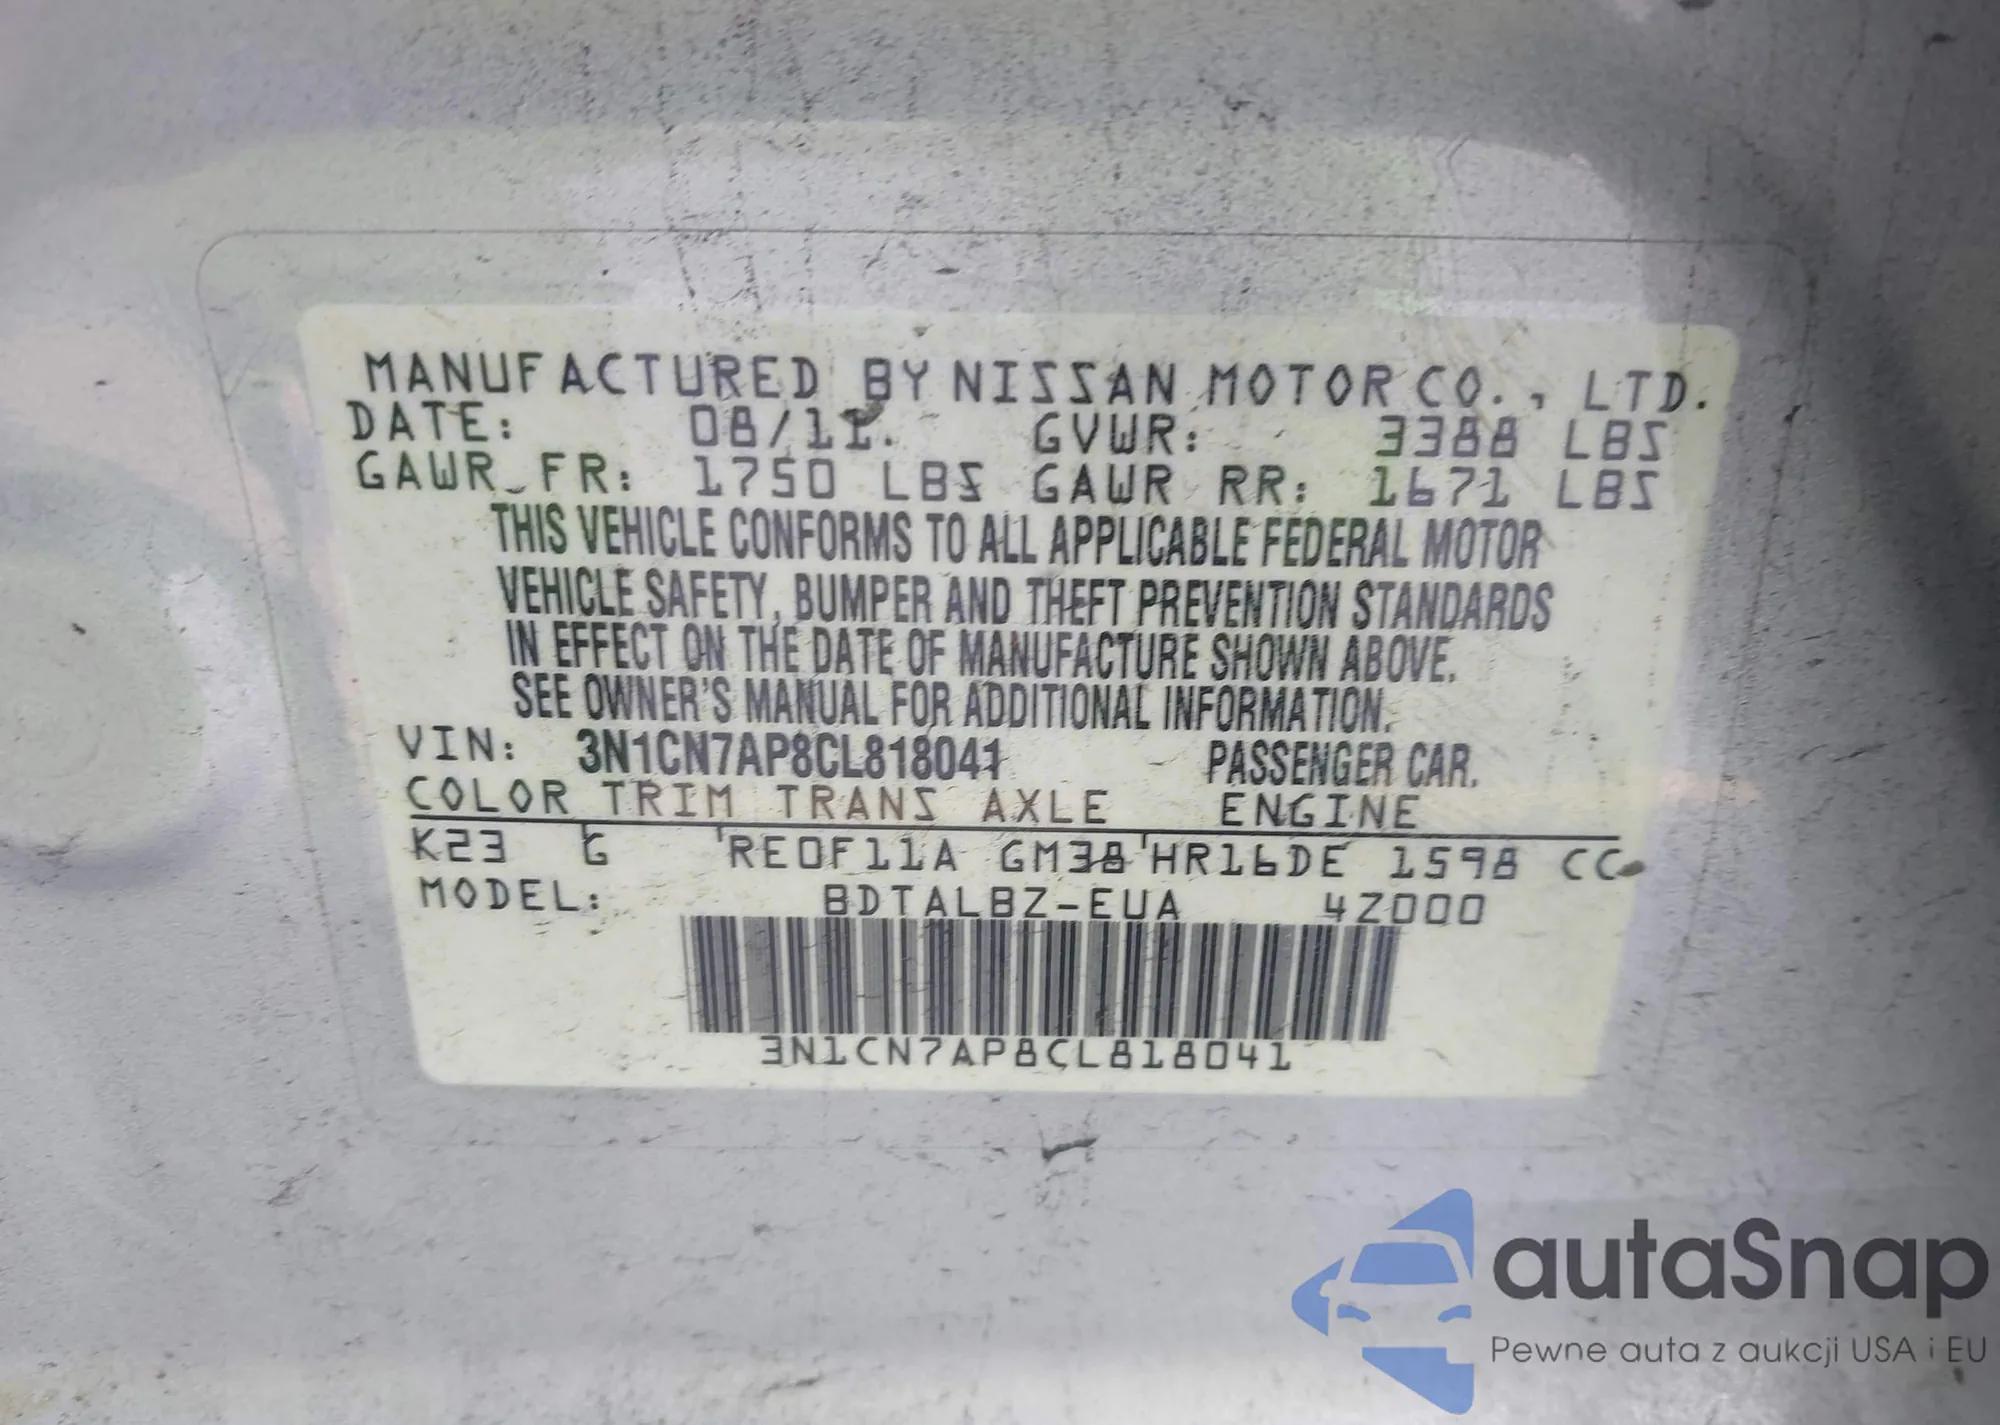 MANUFACTURED BY NISSAN MOTOR CO., LTD.
DATE: 08/11. GVWR: 3388 LBS
GAWR FR: 1750 LBS GAWR RR: 1671 LBS
THIS VEHICLE CONFORMS TO ALL APPLICABLE FEDERAL MOTOR
VEHICLE SAFETY, BUMPER AND THEFT PREVENTION STANDARDS
IN EFFECT ON THE DATE OF MANUFACTURE SHOWN ABOVE.
SEE OWNER'S MANUAL FOR ADDITIONAL INFORMATION.
VIN: 3N1CN7AP8CL818041 PASSENGER CAR.
COLOR TRIM TRANS AXLE ENGINE
K23 G RE0F11A GM38 HR16DE 1598 CC
MODEL: BDTALBZ-EUA 4Z000
3N1CN7AP8CL818041
autaSnap
Pewne auta z aukcji USA i EU